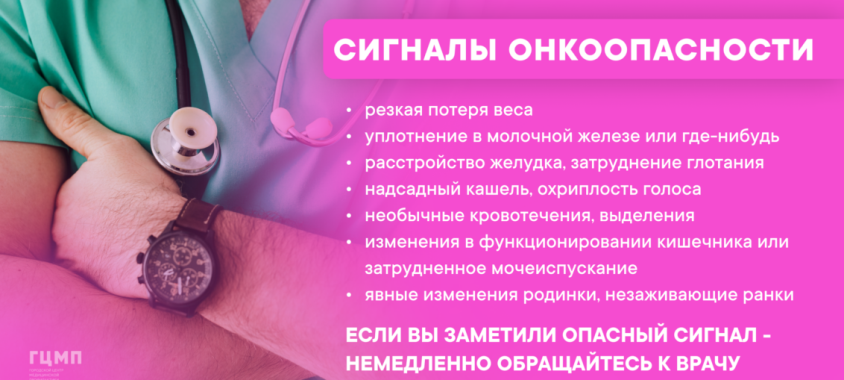 СИГНАЛЫ ОНКООПАСНОСТИ
• резкая потеря веса
• уплотнение в молочной железе или где-нибудь
• расстройство желудка, затруднение глотания
• надсадный кашель, охриплость голоса
• необычные кровотечения, выделения
• изменения в функционировании кишечника или
затрудненное мочеиспускание
• явные изменения родинки, незаживающие ранки
ЕСЛИ ВЫ ЗАМЕТИЛИ ОПАСНЫЙ СИГНАЛ -
НЕМЕДЛЕННО ОБРАЩАЙТЕСЬ К ВРАЧУ
ГЦМП